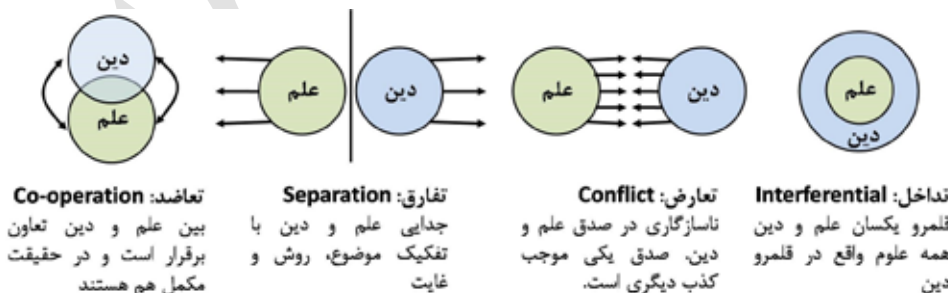 علم
دین
تداخل: Interferential
قلمرو یکسان علم و دین
همه علوم واقع در قلمرو
دین
علم
دین
تعارض: Conflict
ناسازگاری در صدق علم و
دین. صدق یکی موجب
کذب دیگری است.
علم
دین
تفارق: Separation
جدایی علم و دین با
تفکیک موضوع، روش و
غایت
دین
علم
تعاضد: Co-operation
بین علم و دین تعاون
برقرار است و در حقیقت
مکمل هم هستند